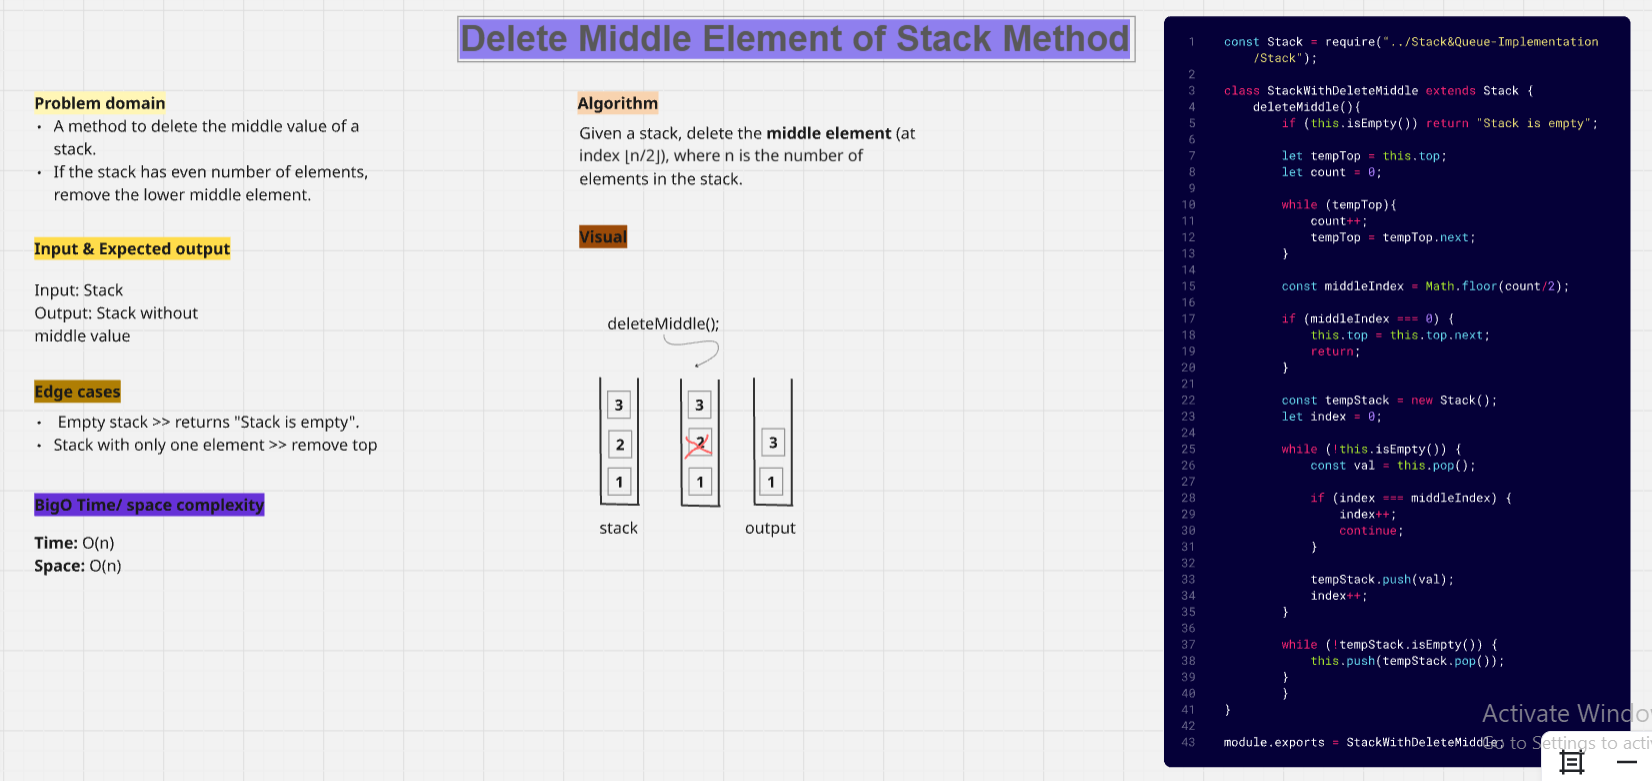 Delete Middle Element of Stack Method
Problem domain
• A method to delete the middle value of a
stack.
• If the stack has even number of elements,
remove the lower middle element.
Input & Expected output
Input: Stack
Output: Stack without
middle value
Edge cases
• Empty stack >> returns "Stack is empty".
• Stack with only one element >> remove top
BigO Time/ space complexity
Time: O(n)
Space: O(n)
Algorithm
Given a stack, delete the middle element (at
index ⌊n/2⌋), where n is the number of
elements in the stack.
Visual
deleteMiddle();
3 3
2 2 3
1 1 1
stack output
1 const Stack = require("../Stack&Queue-Implementation
/Stack");
2
3 class StackWithDeleteMiddle extends Stack {
4 deleteMiddle(){
5 if (this.isEmpty()) return "Stack is empty";
6
7 let tempTop = this.top;
8 let count = 0;
9
10 while (tempTop){
11 count++;
12 tempTop = tempTop.next;
13 }
14
15 const middleIndex = Math.floor(count/2);
16
17 if (middleIndex === 0) {
18 this.top = this.top.next;
19 return;
20 }
21
22 const tempStack = new Stack();
23 let index = 0;
24
25 while (!this.isEmpty()) {
26 const val = this.pop();
27
28 if (index === middleIndex) {
29 index++;
30 continue;
31 }
32
33 tempStack.push(val);
34 index++;
35 }
36
37 while (!tempStack.isEmpty()) {
38 this.push(tempStack.pop());
39 }
40 }
41 }
42
43 module.exports = StackWithDeleteMiddle;
Activate Windo
Go to Settings to acti